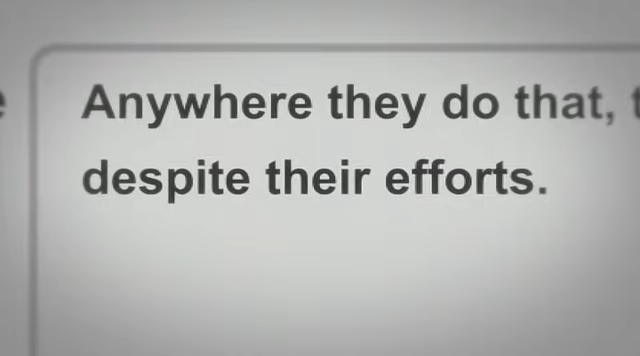 Anywhere they do that,
despite their efforts.